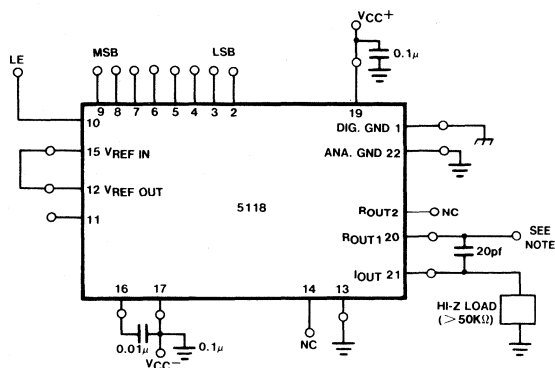 VCC+
LE
MSB
LSB
0.1µ
9 8 7 6 5 4 3 2
19
10
DIG. GND 1
15 VREF IN
ANA. GND 22
12 VREF OUT
11
5118
ROUT2
NC
ROUT1 20
SEE
NOTE
20pf
IOUT 21
16
17
14
13
HI-Z LOAD
(>50KΩ)
0.01µ
0.1µ
NC
VCC−